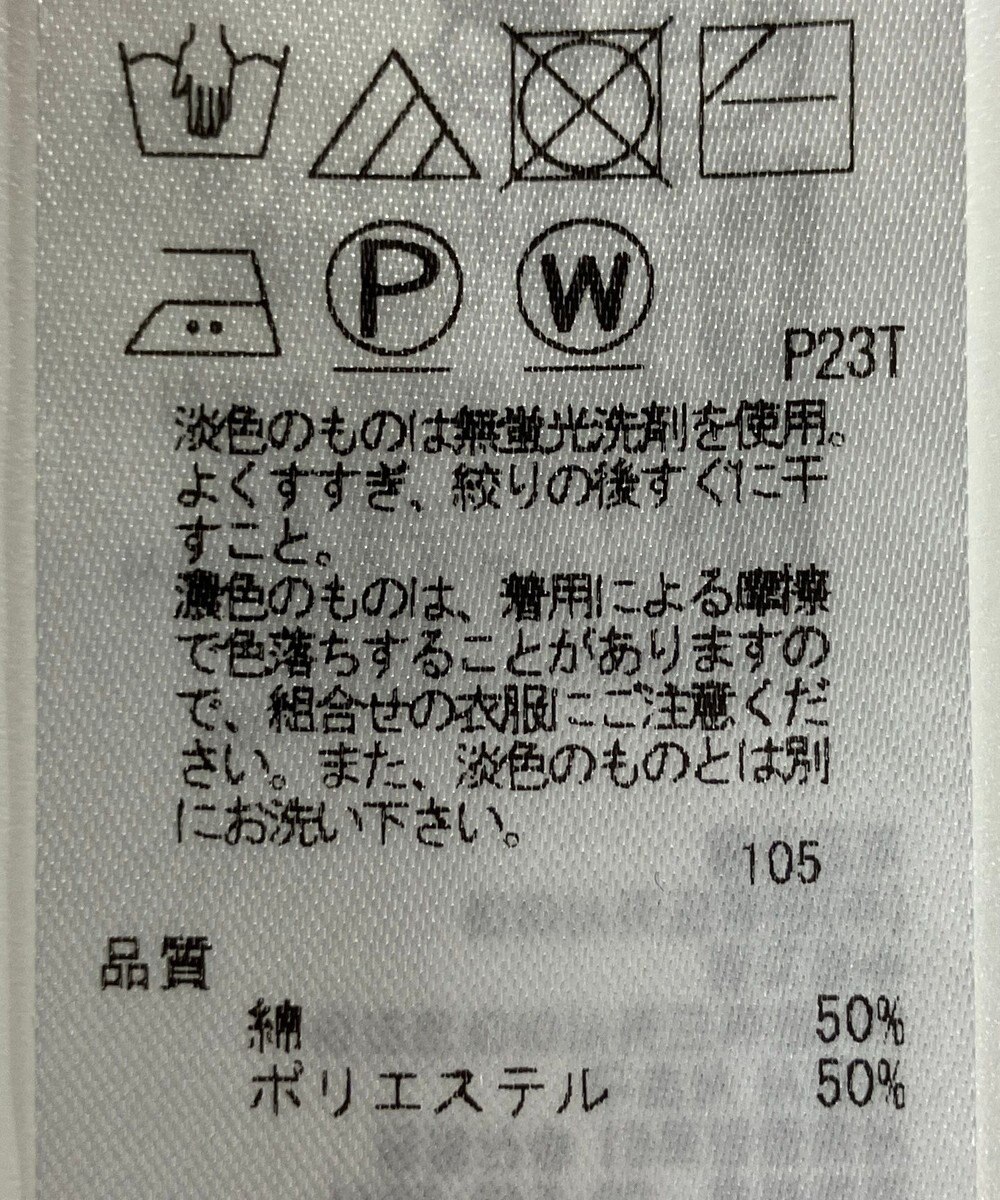 P
W
P23T
淡色のものは無蛍光洗剤を使用。
よくすすぎ、絞りの後すぐに干
すこと。
濃色のものは、着用による摩擦
で色落ちすることがありますの
で、組合せの衣服にご注意くだ
さい。また、淡色のものとは別
にお洗い下さい。
105
品質
綿 50%
ポリエステル 50%